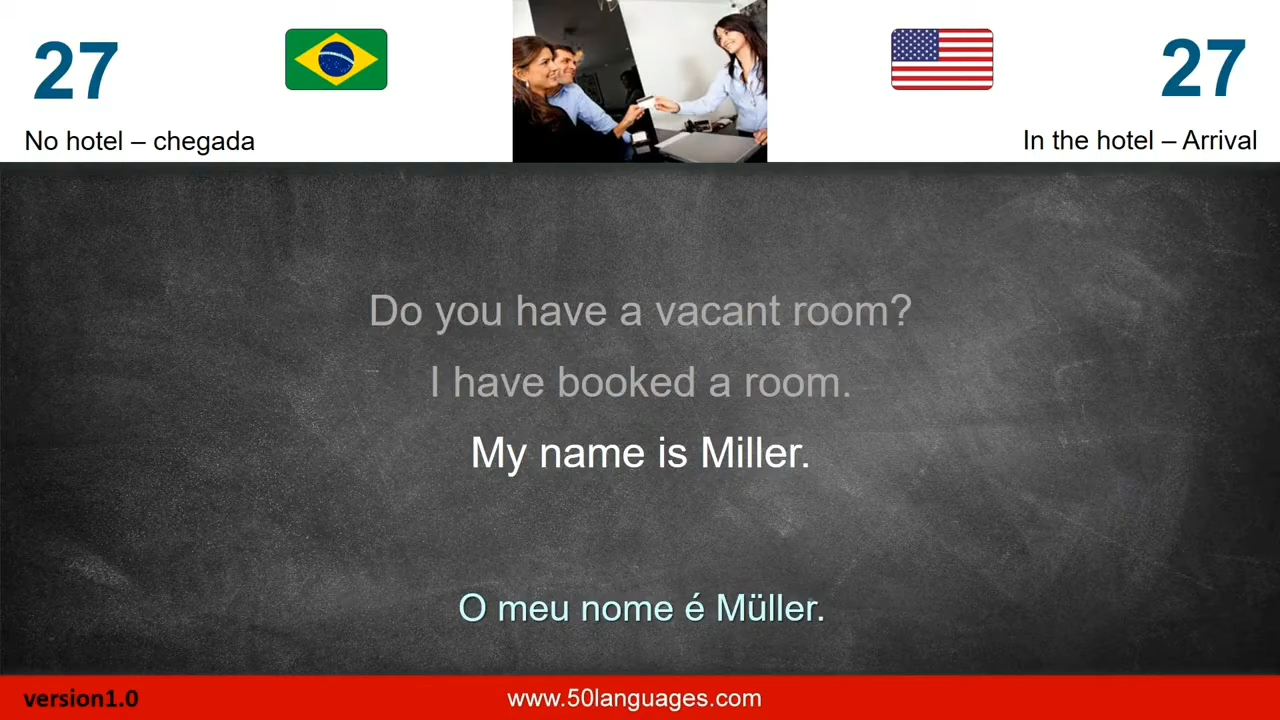 27
27
No hotel – chegada
In the hotel – Arrival
Do you have a vacant room?
I have booked a room.
My name is Miller.
O meu nome é Müller.
version1.0
www.50languages.com